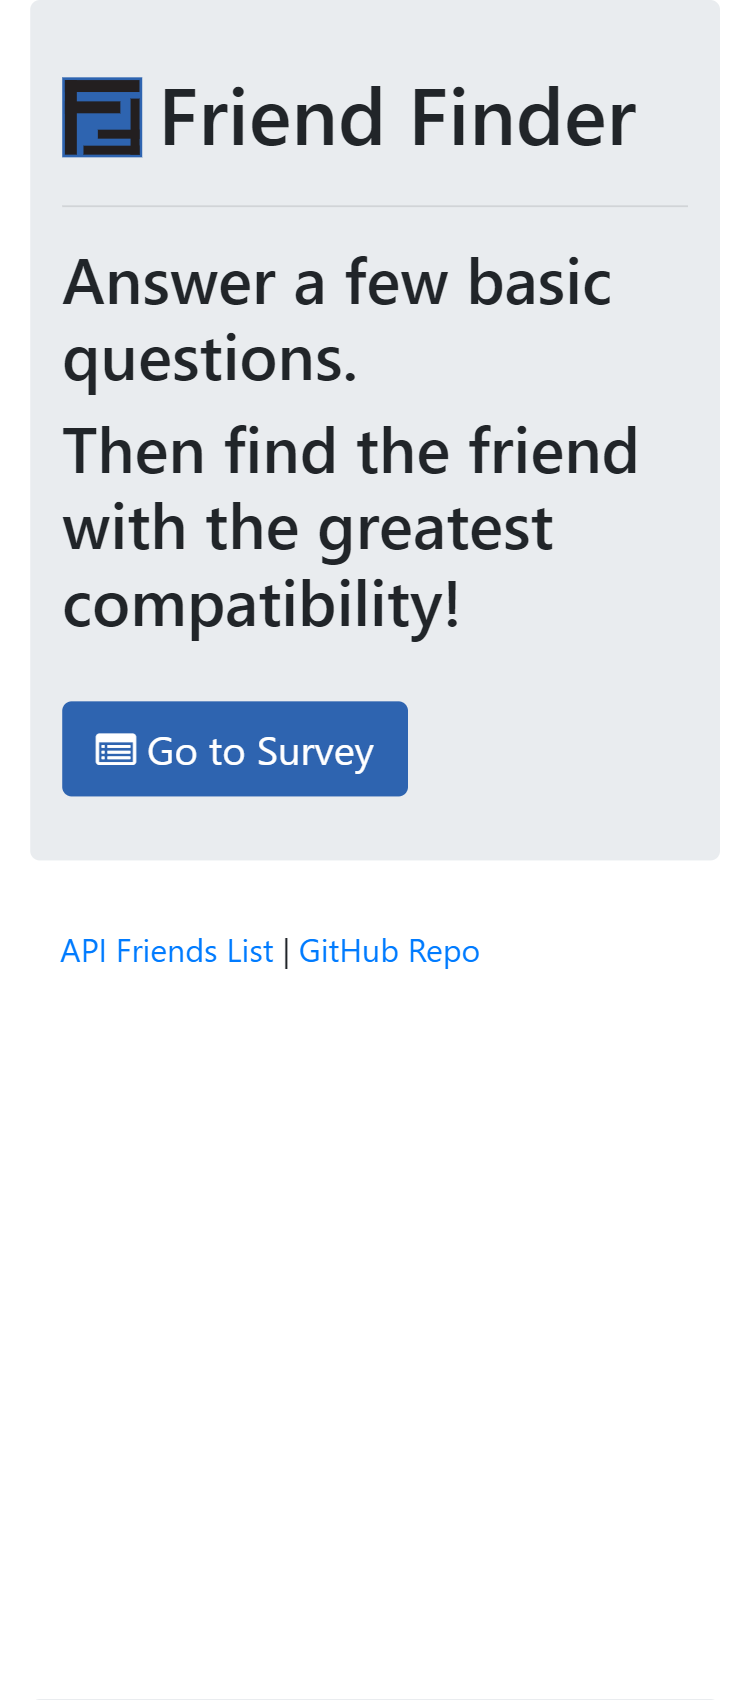 Friend Finder
Answer a few basic
questions.
Then find the friend
with the greatest
compatibility!
Go to Survey
API Friends List | GitHub Repo